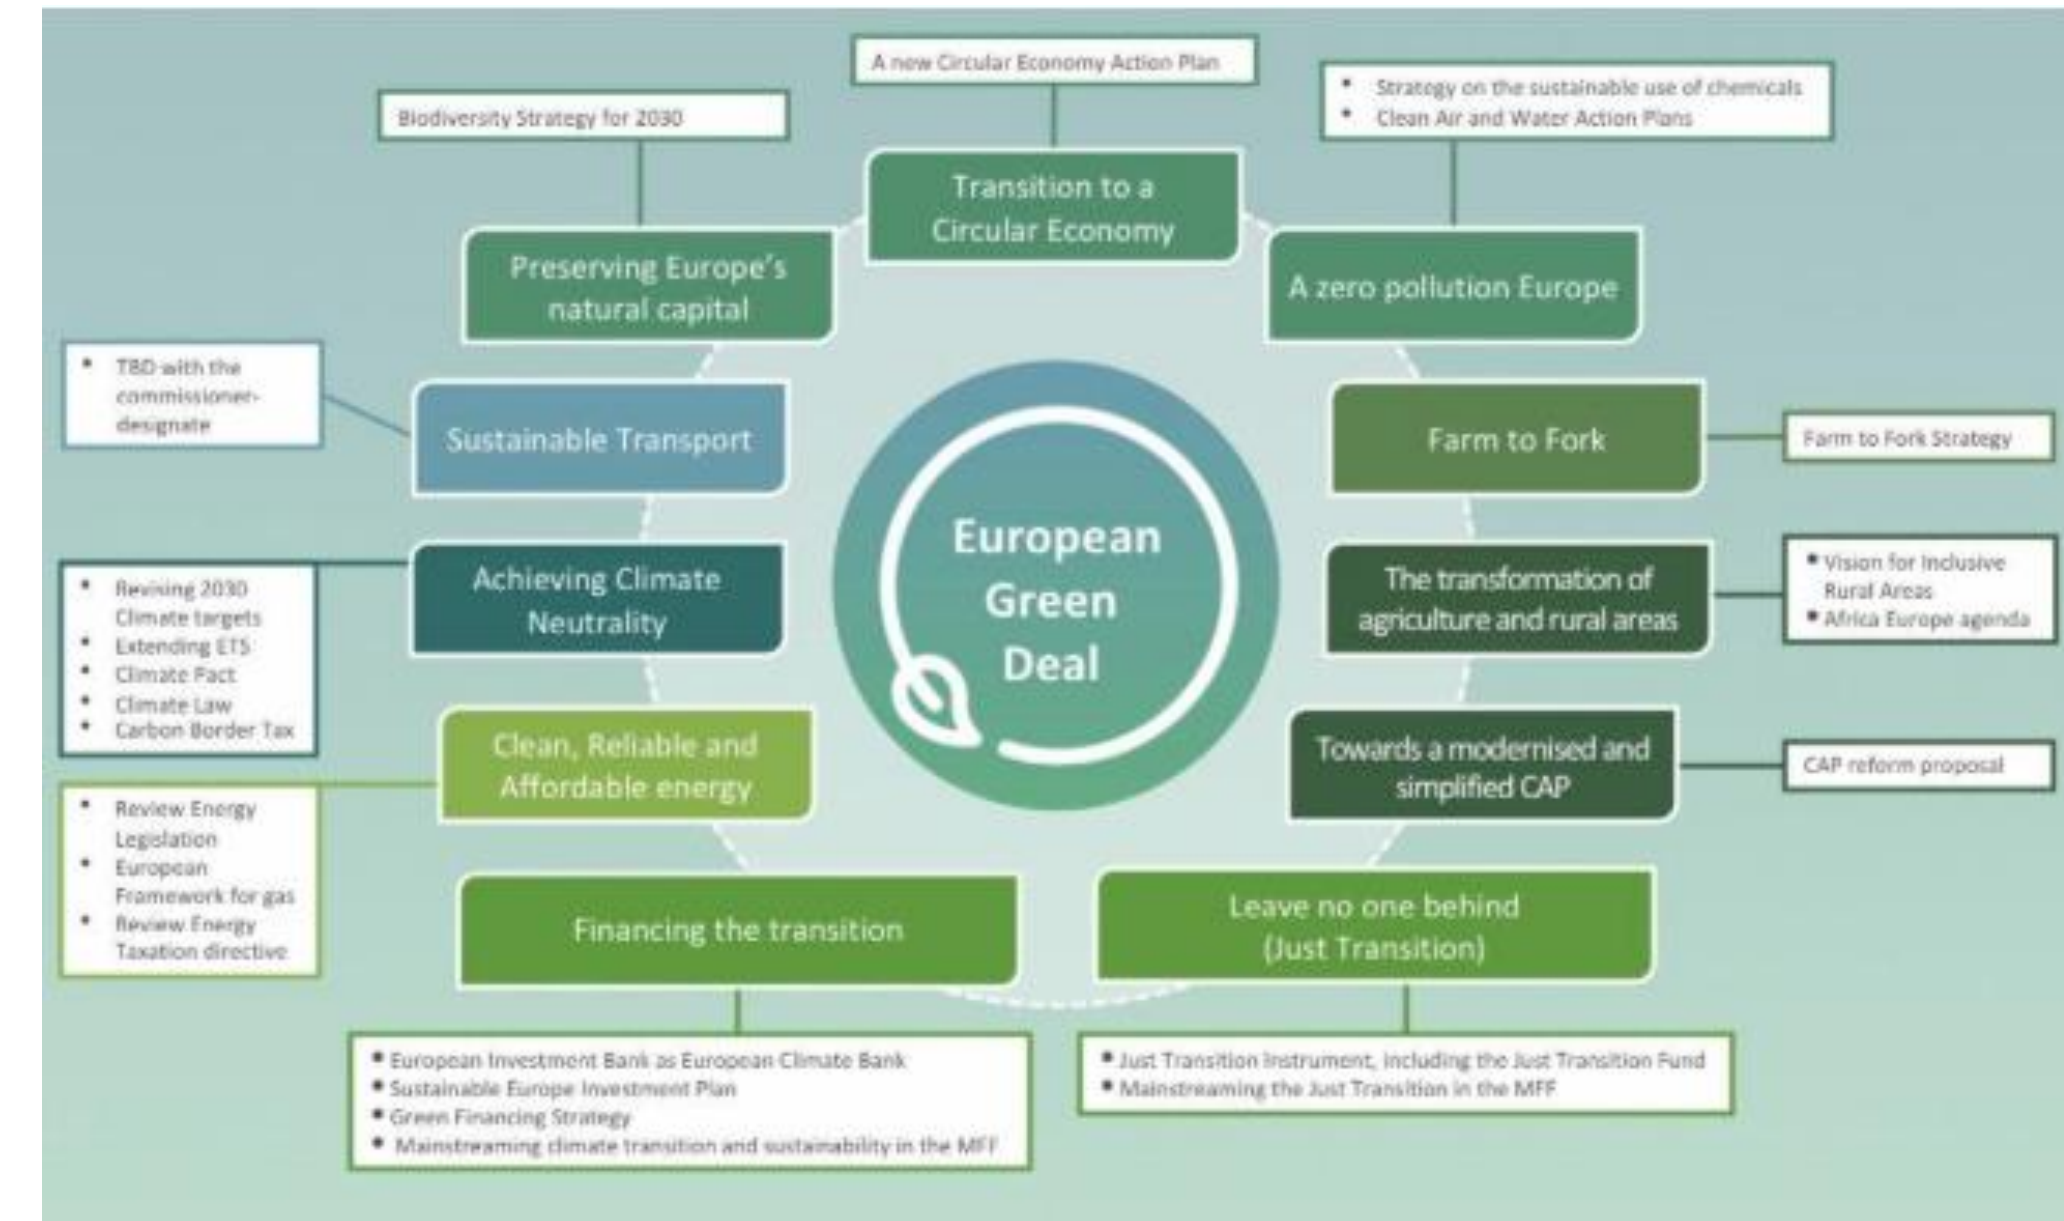 A new Circular Economy Action Plan
Biodiversity Strategy for 2030
• Strategy on the sustainable use of chemicals
• Clean Air and Water Action Plans
Transition to a
Circular Economy
Preserving Europe's
natural capital
A zero pollution Europe
• TBD with the
commissioner-
designate
Sustainable Transport
Farm to Fork
Farm to Fork Strategy
European
Green
Deal
Achieving Climate
Neutrality
• Revising 2030
Climate targets
• Extending ETS
• Climate Pact
• Climate Law
• Carbon Border Tax
The transformation of
agriculture and rural areas
• Vision for Inclusive
Rural Areas
• Africa Europe agenda
Clean, Reliable and
Affordable energy
• Review Energy
Legislation
• European
Framework for gas
• Review Energy
Taxation directive
Towards a modernised and
simplified CAP
CAP reform proposal
Financing the transition
Leave no one behind
(Just Transition)
• European Investment Bank as European Climate Bank
• Sustainable Europe Investment Plan
• Green Financing Strategy
• Mainstreaming climate transition and sustainability in the MFF
• Just Transition Instrument, including the Just Transition Fund
• Mainstreaming the Just Transition in the MFF